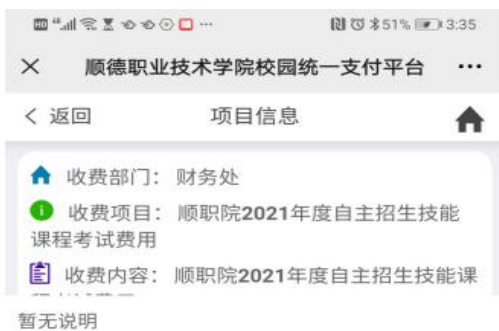 HD 4G 51% 3:35
顺德职业技术学院校园统一支付平台 ...
返回 项目信息
收费部门： 财务处
收费项目： 顺职院2021年度自主招生技能
课程考试费用
收费内容： 顺职院2021年度自主招生技能课
暂无说明